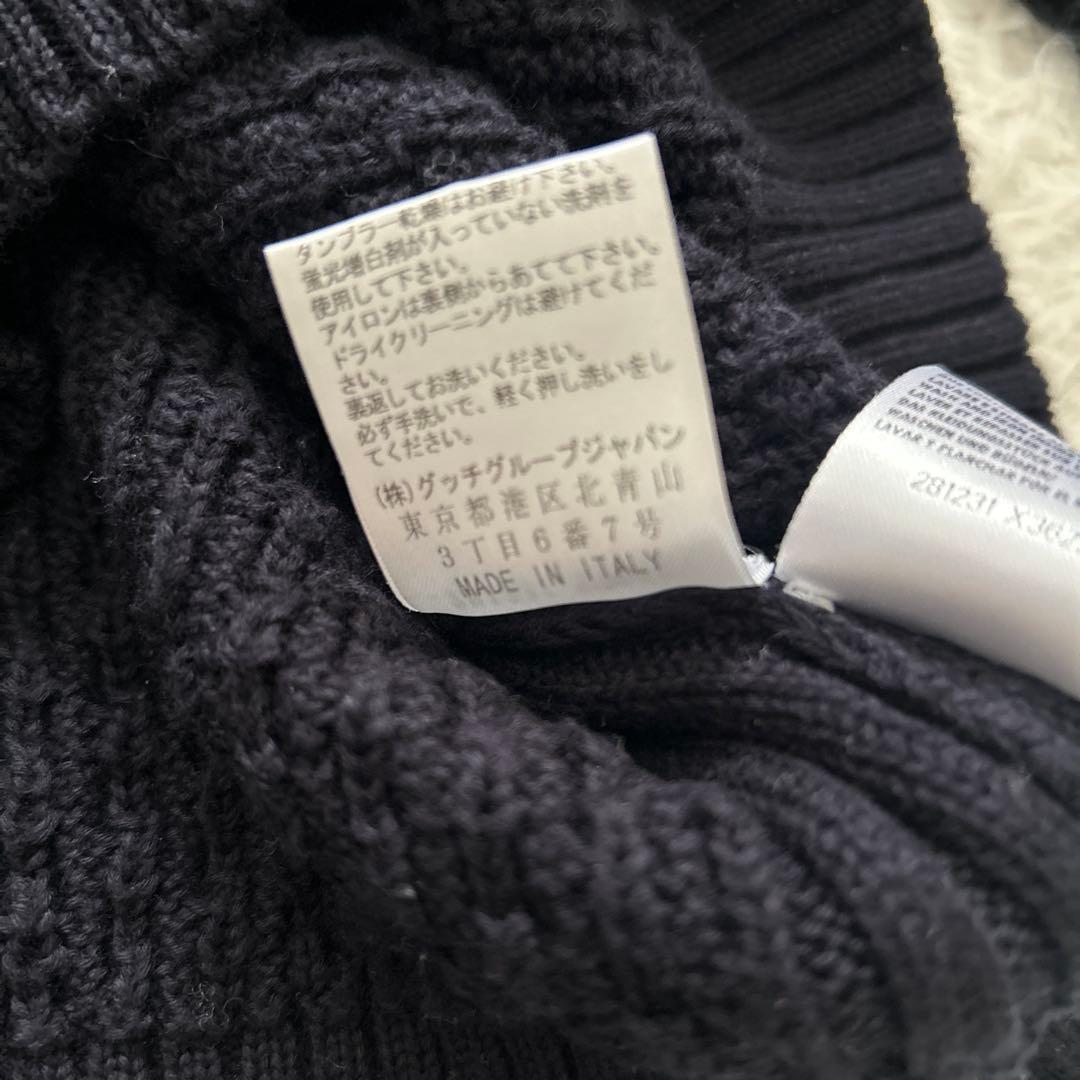 タンブラー乾燥はお避け下さい。
蛍光増白剤が入っていない洗剤を
使用して下さい。
アイロンは裏側からあてて下さい。
ドライクリーニングは避けてくだ
さい。
裏返してお洗いください。
必ず手洗いで、軽く押し洗いをし
てください。
(株)グッチグループジャパン
東京都港区北青山
3丁目6番7号
MADE IN ITALY
LAVAR Y PLANCHAR POR EL
281231 X36